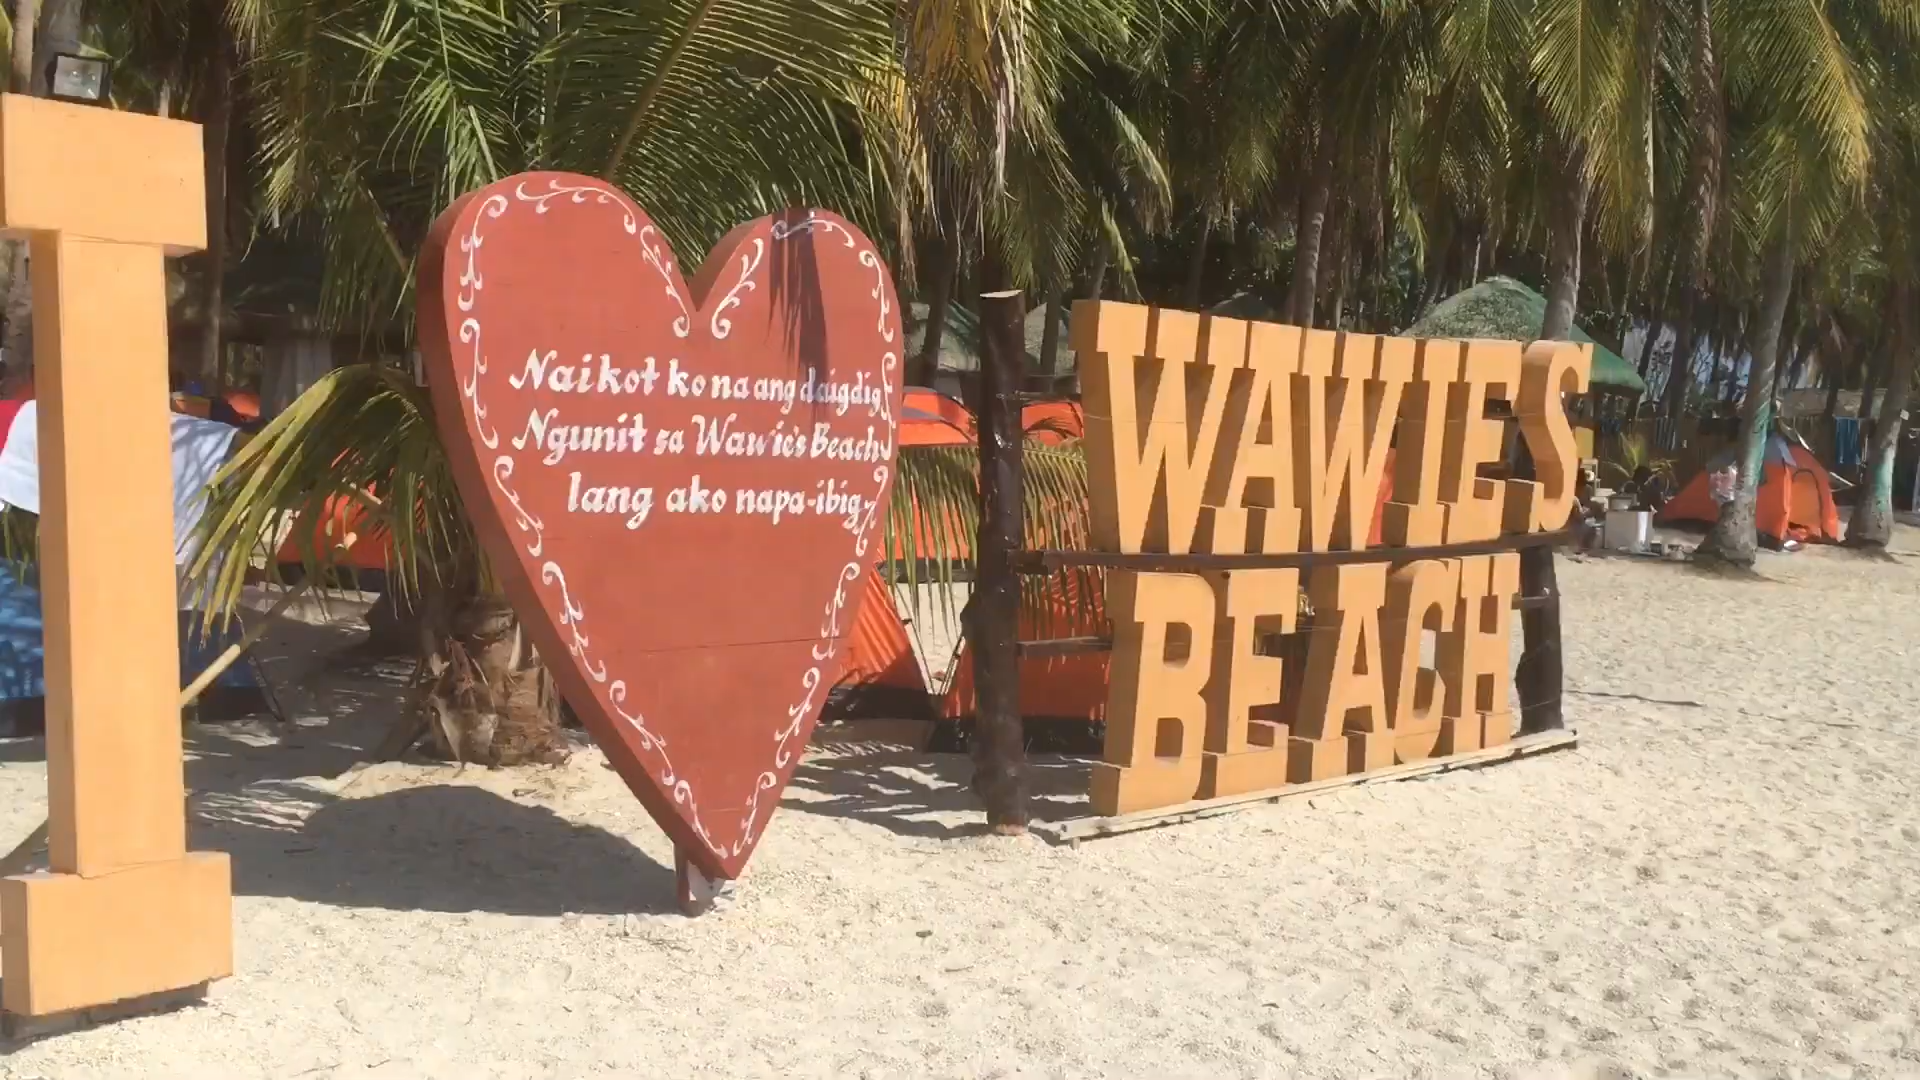 I
Naikot ko na ang daigdig
Ngunit sa Wawie's Beach
lang ako napa-ibig
WAWIE'S
BEACH